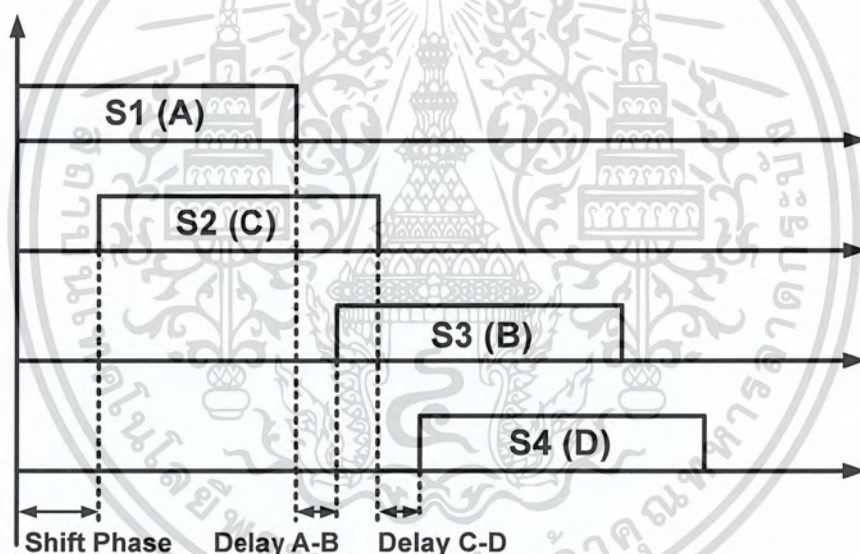 S1 (A)
S2 (C)
S3 (B)
S4 (D)
Shift Phase
Delay A-B
Delay C-D